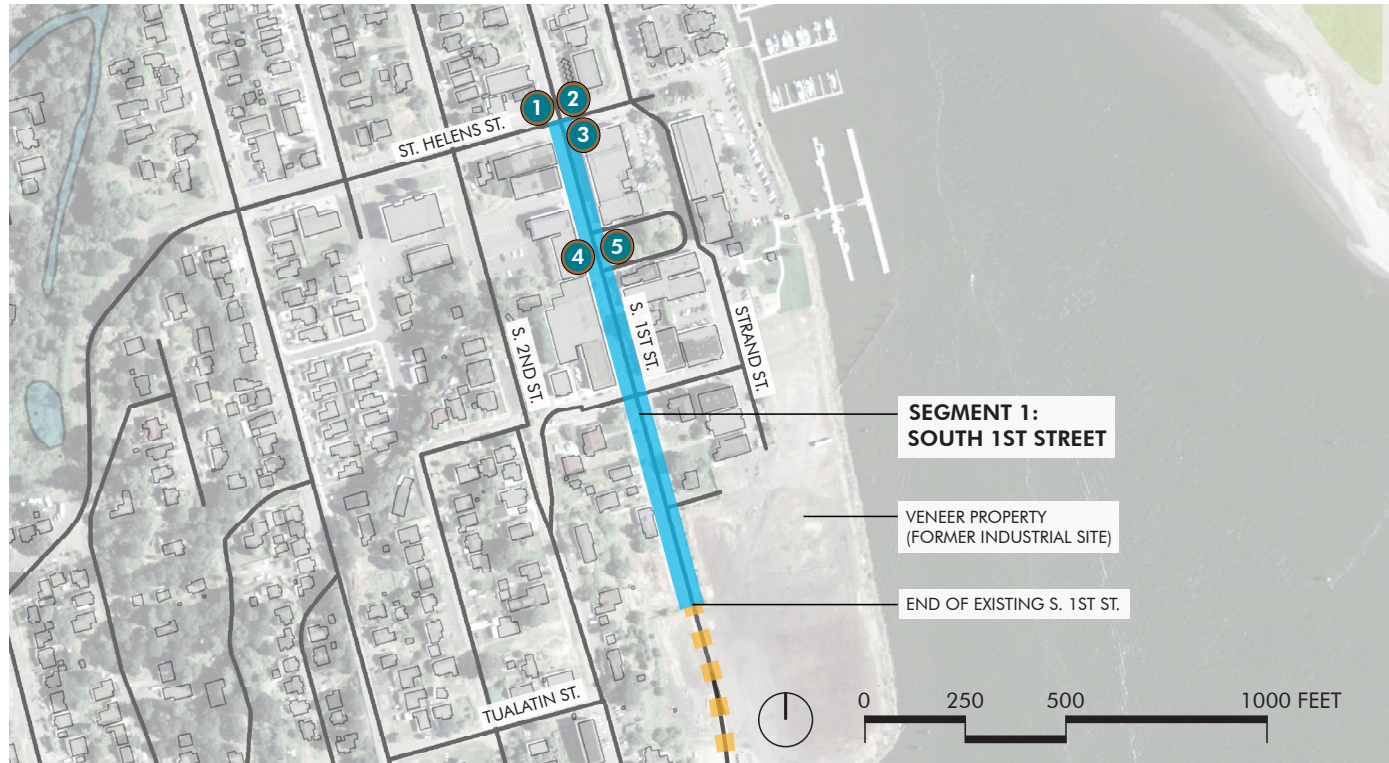 1
2
3
ST. HELENS ST.
4
5
S. 2ND ST.
S. 1ST ST.
STRAND ST.
SEGMENT 1:
SOUTH 1ST STREET
VENEER PROPERTY
(FORMER INDUSTRIAL SITE)
END OF EXISTING S. 1ST ST.
TUALATIN ST.
0 250 500 1000 FEET